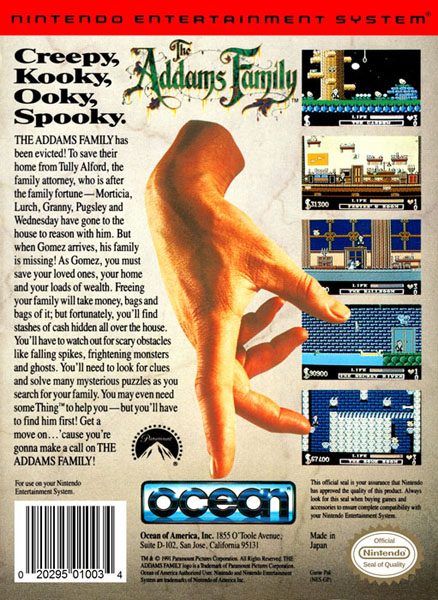 NINTENDO ENTERTAINMENT SYSTEM®
Creepy,
Kooky,
Ooky,
Spooky.
The
Addams Family™
THE ADDAMS FAMILY has
been evicted! To save their
home from Tully Alford, the
family attorney, who is after
the family fortune — Morticia,
Lurch, Granny, Pugsley and
Wednesday have gone to the
house to reason with him. But
when Gomez arrives, his family
is missing! As Gomez, you must
save your loved ones, your home
and your loads of wealth. Freeing
your family will take money, bags and
bags of it; but fortunately, you'll find
stashes of cash hidden all over the house.
You'll have to watch out for scary obstacles
like falling spikes, frightening monsters
and ghosts. You'll need to look for clues
and solve many mysterious puzzles as you
search for your family. You may even need
someThing™ to help you — but you'll have
to find him first! Get a
move on...'cause you're
gonna make a call on THE
ADDAMS FAMILY!
LIFE
LIFE
$31300
LIFE
THE BALLROOM
LIFE
$30900
LIFE
$67400
Paramount
®
For use on your Nintendo
Entertainment System.
0 20295 01003 4
ocean
Ocean of America, Inc. 1855 O'Toole Avenue,
Suite D-102, San Jose, California 95131
TM & © 1991 Paramount Pictures Corporation. All Rights Reserved. THE
ADDAMS FAMILY logo is a Trademark of Paramount Pictures Corporation.
Ocean of America Authorized User. Nintendo and Nintendo Entertainment
System are trademarks of Nintendo of America Inc.
This official seal is your assurance that Nintendo
has approved the quality of this product. Always
look for this seal when buying games and
accessories to ensure complete compatibility with
your Nintendo Entertainment System.
Made in
Japan
Official
Nintendo
Seal of Quality
Game Pak
(NES-GP)